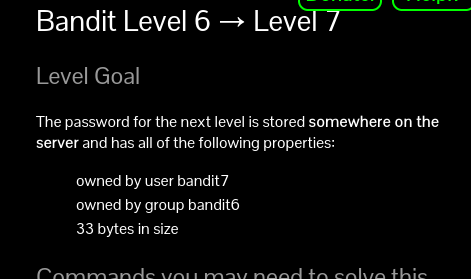 Bandit Level 6 → Level 7
Level Goal
The password for the next level is stored somewhere on the
server and has all of the following properties:
owned by user bandit7
owned by group bandit6
33 bytes in size
Commands you may need to solve this